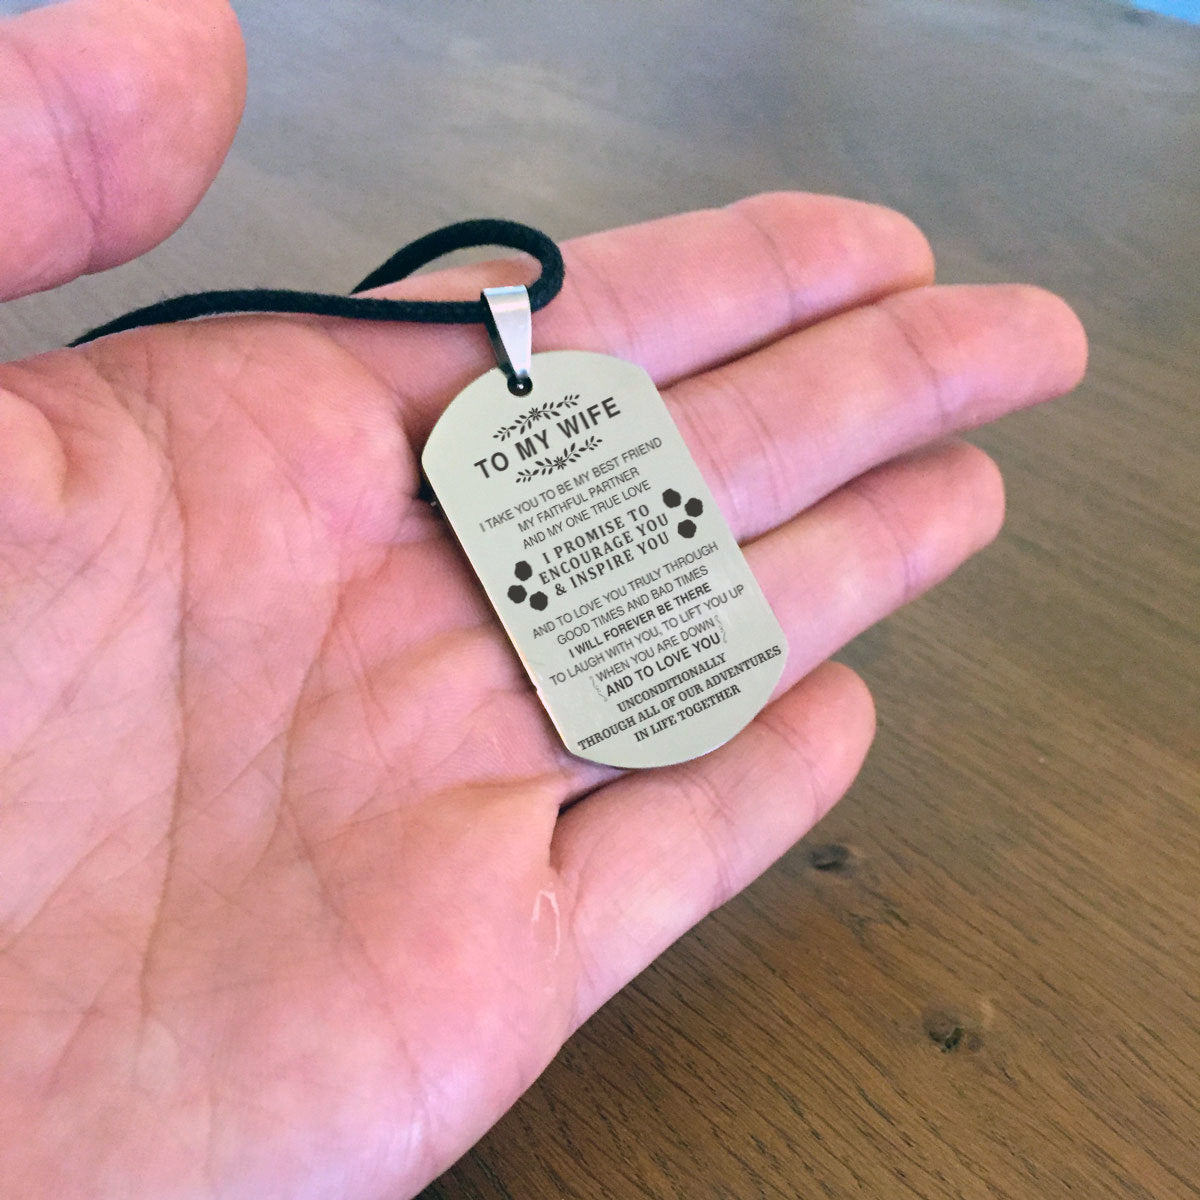 TO MY WIFE
I TAKE YOU TO BE MY BEST FRIEND
MY FAITHFUL PARTNER
AND MY ONE TRUE LOVE
I PROMISE TO
ENCOURAGE YOU
& INSPIRE YOU
AND TO LOVE YOU TRULY THROUGH
GOOD TIMES AND BAD TIMES
I WILL FOREVER BE THERE
TO LAUGH WITH YOU, TO LIFT YOU UP
WHEN YOU ARE DOWN
AND TO LOVE YOU
UNCONDITIONALLY
THROUGH ALL OF OUR ADVENTURES
IN LIFE TOGETHER